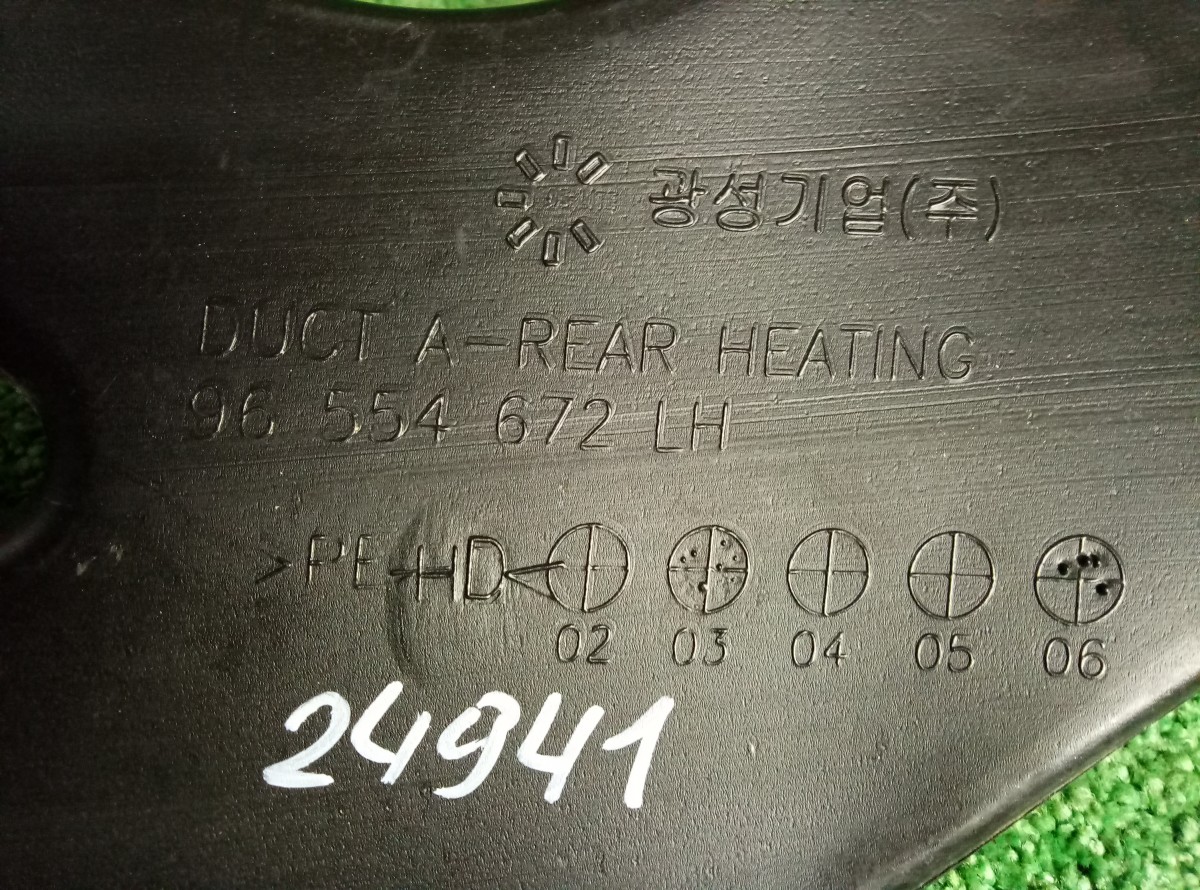 광성기업(주)
DUCT A-REAR HEATING
96 554 672 LH
>PE-HD<
02 03 04 05 06
24941